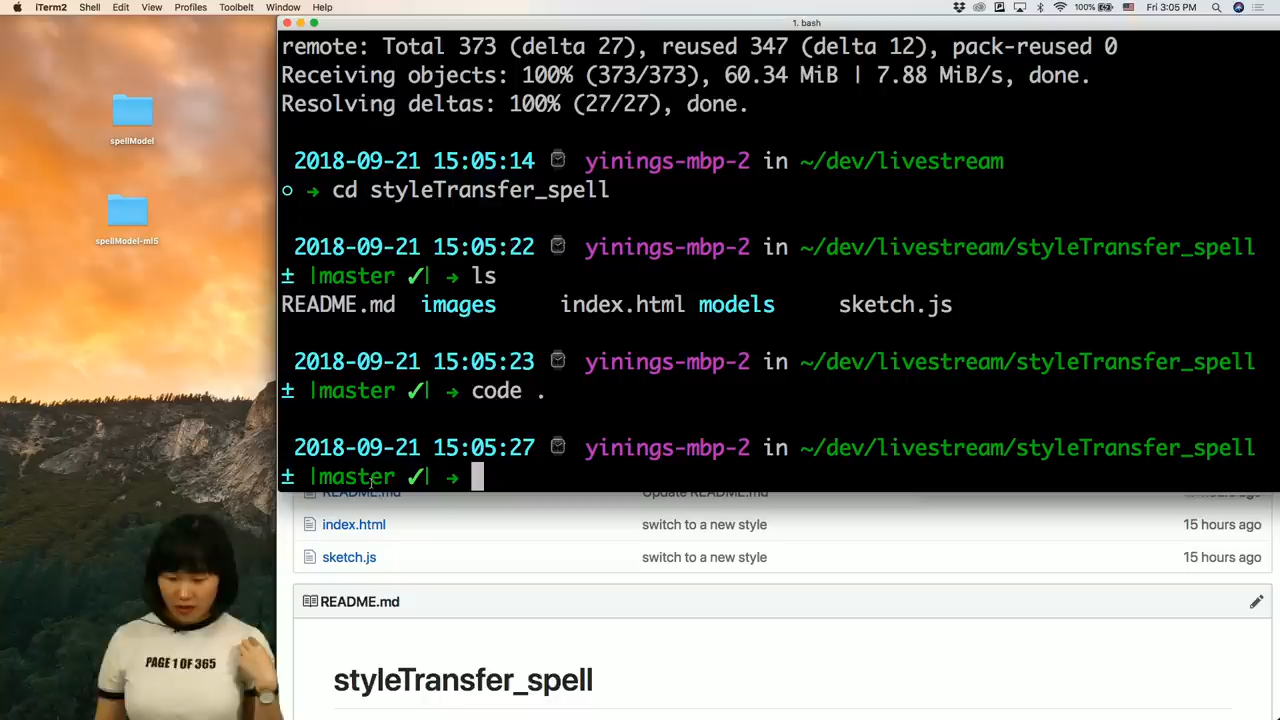 iTerm2 Shell Edit View Profiles Toolbelt Window Help 100% Fri 3:05 PM
1. bash
remote: Total 373 (delta 27), reused 347 (delta 12), pack-reused 0
Receiving objects: 100% (373/373), 60.34 MiB | 7.88 MiB/s, done.
Resolving deltas: 100% (27/27), done.
2018-09-21 15:05:14 yinings-mbp-2 in ~/dev/livestream
○ → cd styleTransfer_spell
2018-09-21 15:05:22 yinings-mbp-2 in ~/dev/livestream/styleTransfer_spell
± |master ✓| → ls
README.md images index.html models sketch.js
2018-09-21 15:05:23 yinings-mbp-2 in ~/dev/livestream/styleTransfer_spell
± |master ✓| → code .
2018-09-21 15:05:27 yinings-mbp-2 in ~/dev/livestream/styleTransfer_spell
± |master ✓| →
spellModel
spellModel-ml5
README.md Update README.md
index.html switch to a new style 15 hours ago
sketch.js switch to a new style 15 hours ago
README.md
styleTransfer_spell
PAGE 1 OF 365